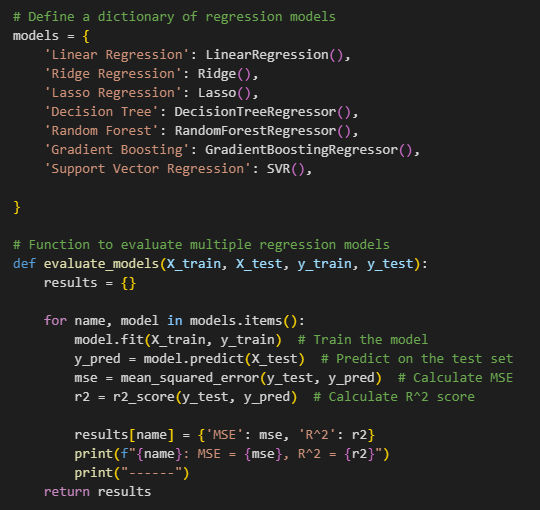 # Define a dictionary of regression models
models = {
    'Linear Regression': LinearRegression(),
    'Ridge Regression': Ridge(),
    'Lasso Regression': Lasso(),
    'Decision Tree': DecisionTreeRegressor(),
    'Random Forest': RandomForestRegressor(),
    'Gradient Boosting': GradientBoostingRegressor(),
    'Support Vector Regression': SVR(),

}

# Function to evaluate multiple regression models
def evaluate_models(X_train, X_test, y_train, y_test):
    results = {}

    for name, model in models.items():
        model.fit(X_train, y_train)  # Train the model
        y_pred = model.predict(X_test)  # Predict on the test set
        mse = mean_squared_error(y_test, y_pred)  # Calculate MSE
        r2 = r2_score(y_test, y_pred)  # Calculate R^2 score

        results[name] = {'MSE': mse, 'R^2': r2}
        print(f"{name}: MSE = {mse}, R^2 = {r2}")
        print("------")
    return results